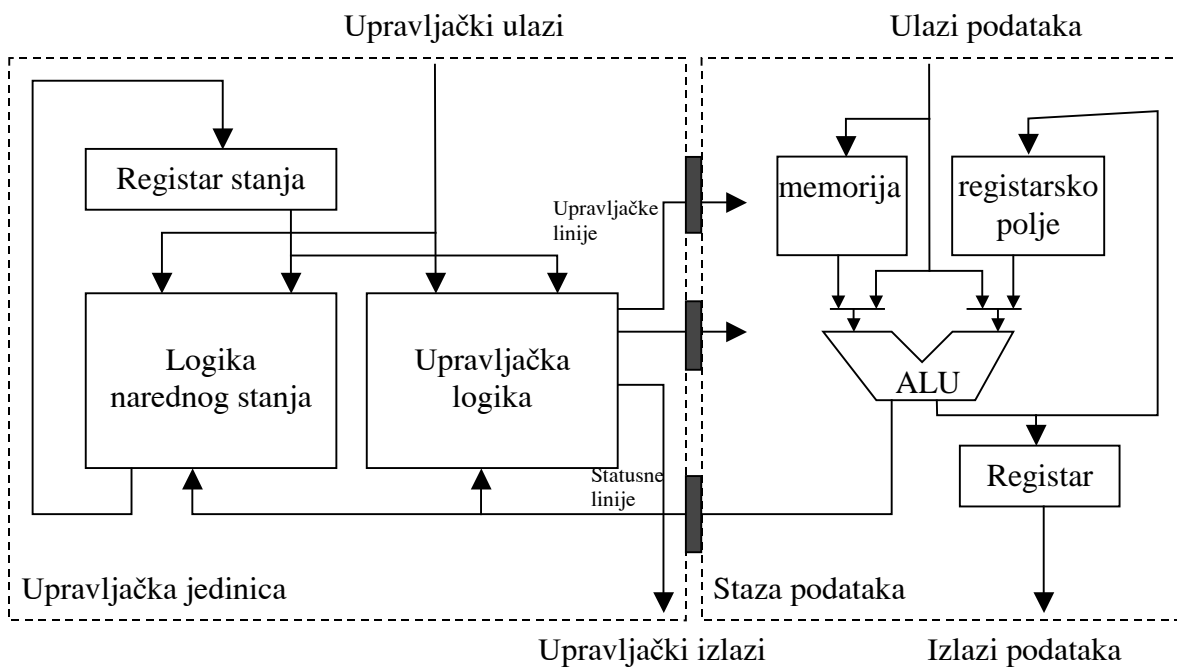 Upravljački ulazi
Ulazi podataka
Registar stanja
memorija
registarsko
polje
Upravljačke
linije
Logika
narednog stanja
Upravljačka
logika
ALU
Statusne
linije
Registar
Upravljačka jedinica
Staza podataka
Upravljački izlazi
Izlazi podataka